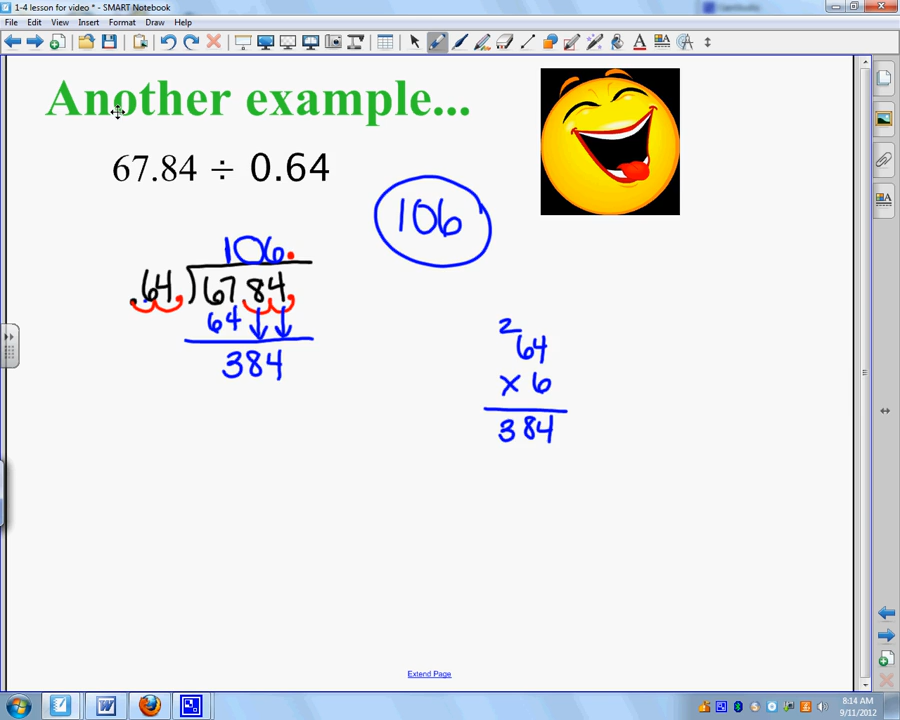 1-4 lesson for video * - SMART Notebook
File Edit View Insert Format Draw Help
Another example...
67.84 ÷ 0.64
106
106.
.64) 67 84
64
384
2
64
x 6
384
Extend Page
8:14 AM
9/11/2012